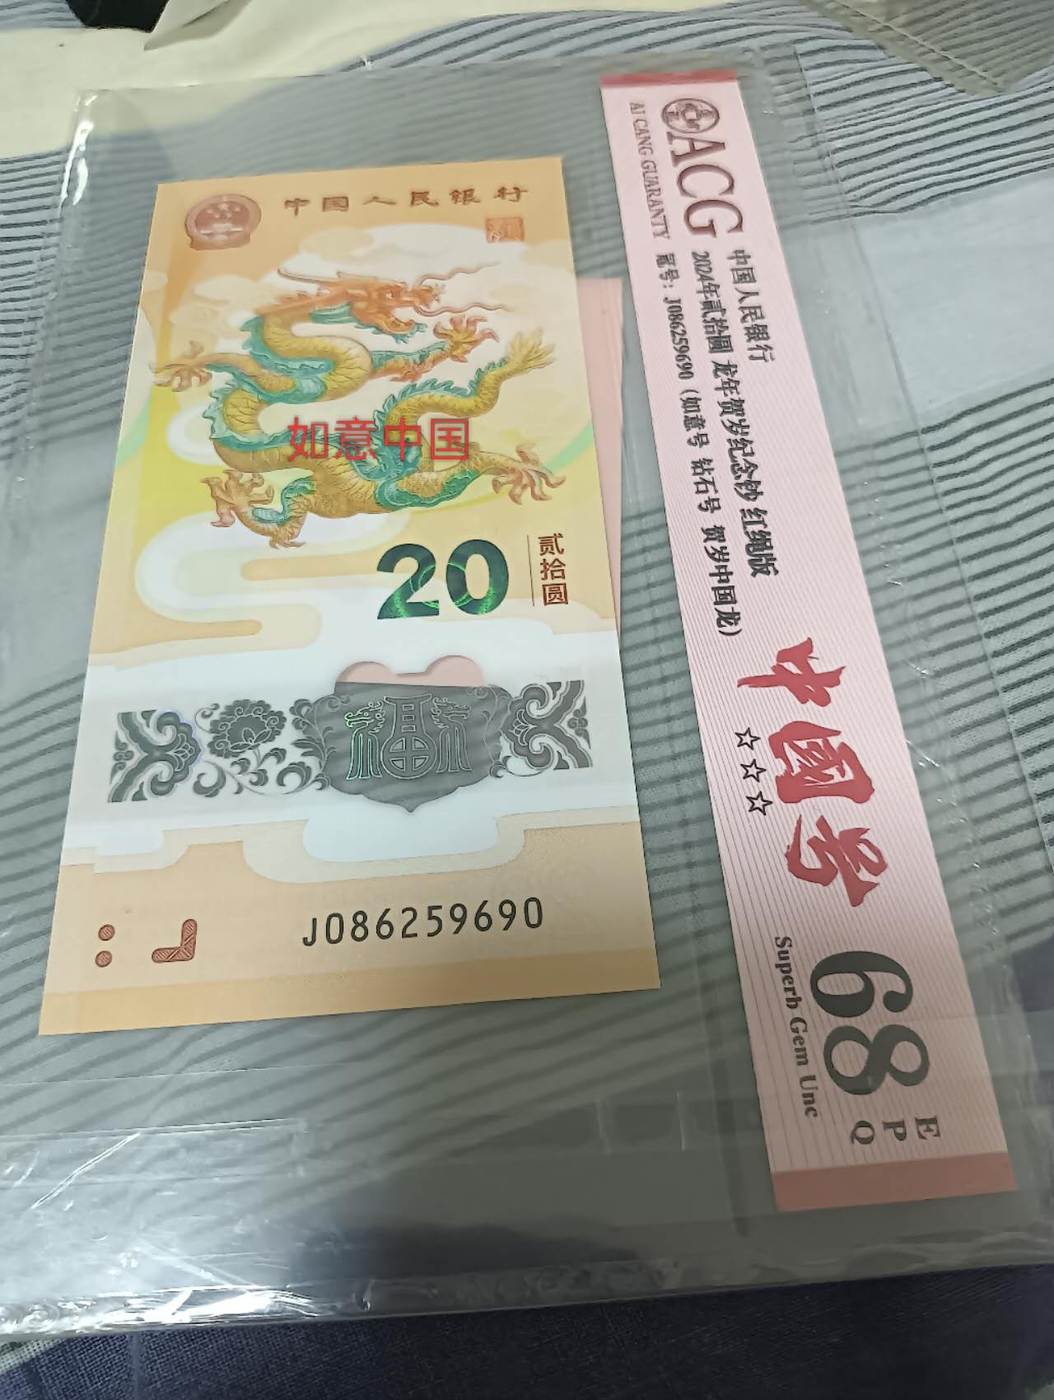 中国人民银行
如意中国
20
贰拾圆
福
J086259690
ACG
AI CANG GUARANTY
中国人民银行
2024年贰拾圆 龙年贺岁纪念钞 红绳版
冠号：J086259690（如意号 钻石号 贺岁中国龙）
中國号
☆☆☆
68
EPQ
Superb Gem Unc